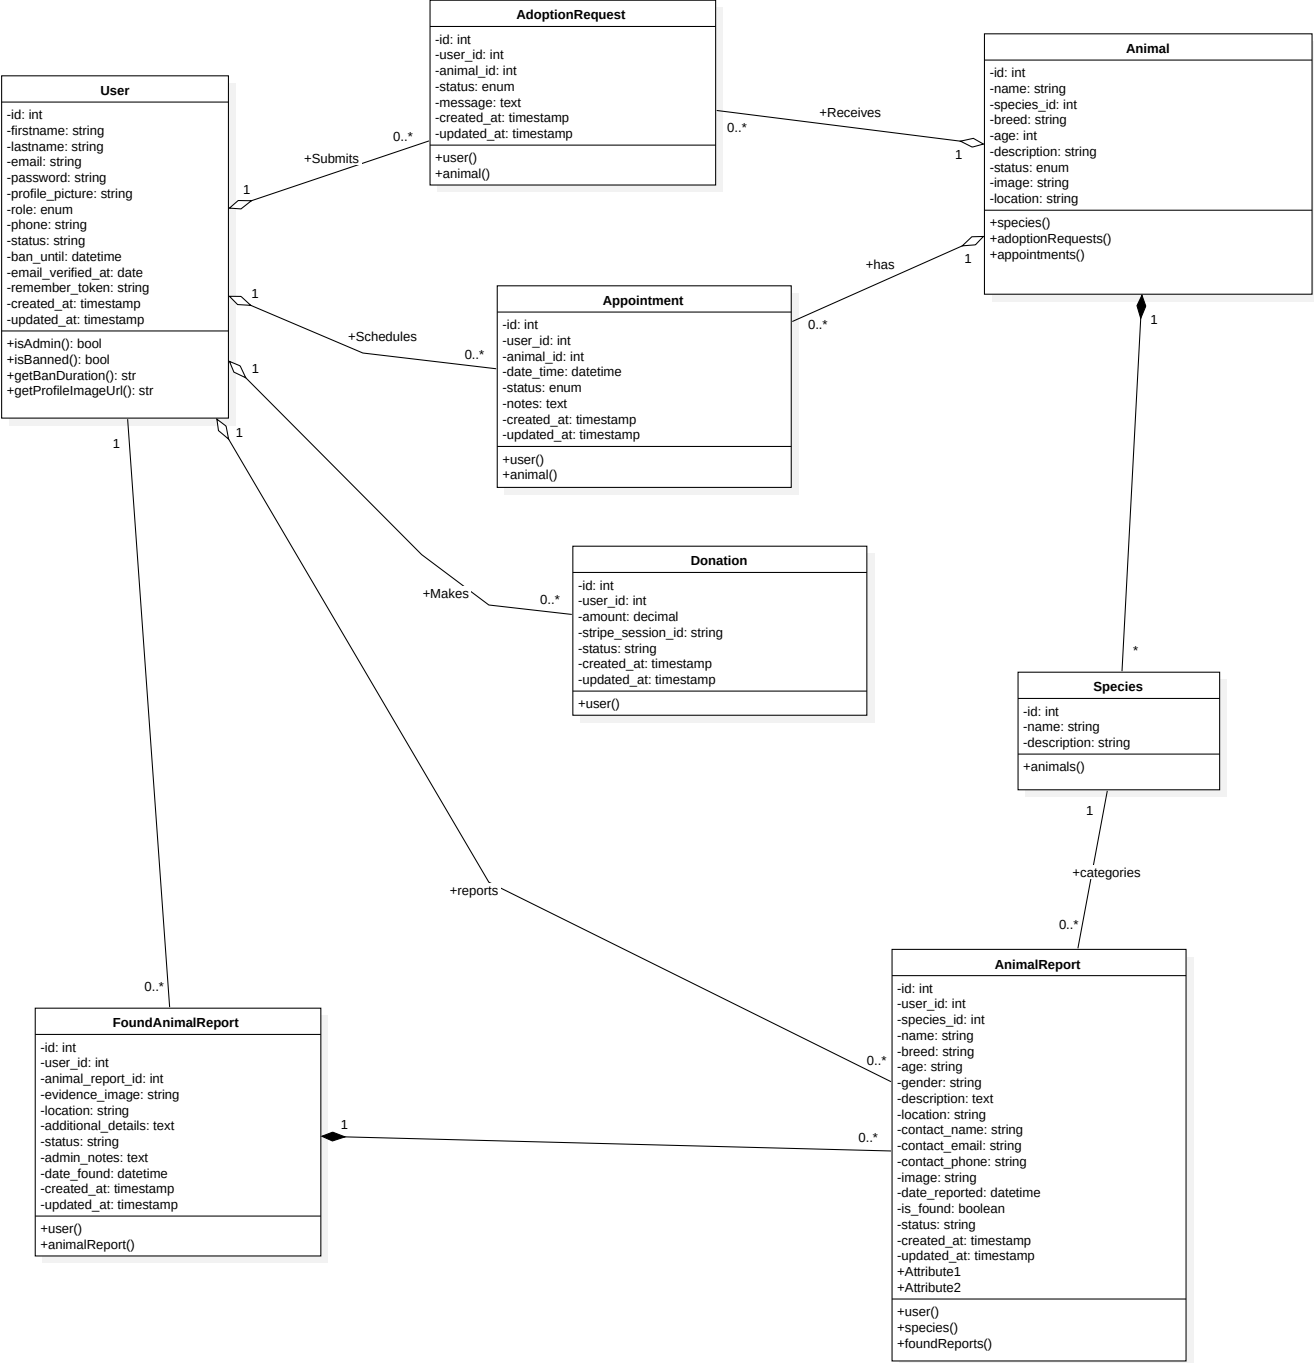 AdoptionRequest
-id: int
-user_id: int
-animal_id: int
-status: enum
-message: text
-created_at: timestamp
-updated_at: timestamp
+user()
+animal()
Animal
-id: int
-name: string
-species_id: int
-breed: string
-age: int
-description: string
-status: enum
-image: string
-location: string
+species()
+adoptionRequests()
+appointments()
User
-id: int
-firstname: string
-lastname: string
-email: string
-password: string
-profile_picture: string
-role: enum
-phone: string
-status: string
-ban_until: datetime
-email_verified_at: date
-remember_token: string
-created_at: timestamp
-updated_at: timestamp
+isAdmin(): bool
+isBanned(): bool
+getBanDuration(): str
+getProfileImageUrl(): str
1
+Submits
0..*
0..*
+Receives
1
1
+has
0..*
1
+Schedules
0..*
Appointment
-id: int
-user_id: int
-animal_id: int
-date_time: datetime
-status: enum
-notes: text
-created_at: timestamp
-updated_at: timestamp
+user()
+animal()
1
+Makes
0..*
Donation
-id: int
-user_id: int
-amount: decimal
-stripe_session_id: string
-status: string
-created_at: timestamp
-updated_at: timestamp
+user()
1
*
Species
-id: int
-name: string
-description: string
+animals()
1
+categories
0..*
1
+reports
0..*
1
0..*
FoundAnimalReport
-id: int
-user_id: int
-animal_report_id: int
-evidence_image: string
-location: string
-additional_details: text
-status: string
-admin_notes: text
-date_found: datetime
-created_at: timestamp
-updated_at: timestamp
+user()
+animalReport()
1
0..*
AnimalReport
-id: int
-user_id: int
-species_id: int
-name: string
-breed: string
-age: string
-gender: string
-description: text
-location: string
-contact_name: string
-contact_email: string
-contact_phone: string
-image: string
-date_reported: datetime
-is_found: boolean
-status: string
-created_at: timestamp
-updated_at: timestamp
+Attribute1
+Attribute2
+user()
+species()
+foundReports()